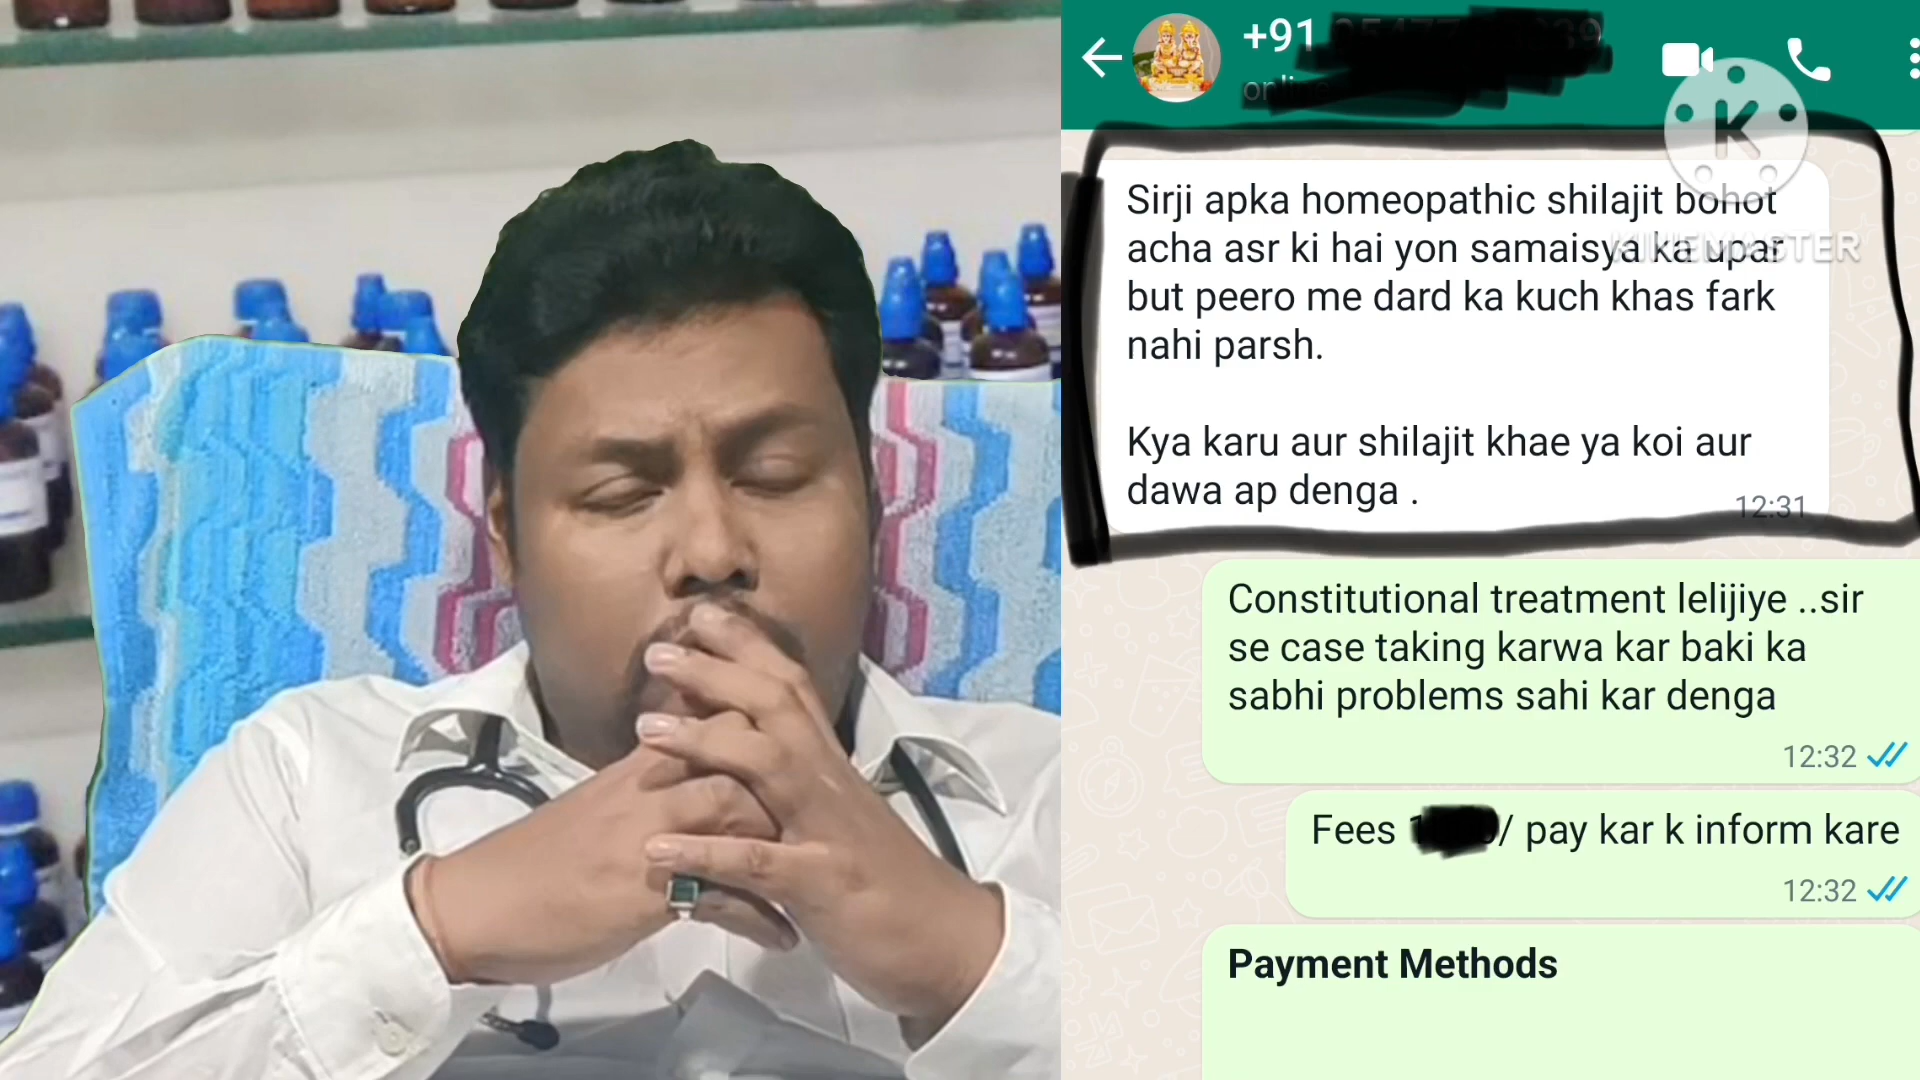 +91
online
Sirji apka homeopathic shilajit bohot
acha asr ki hai yon samaisya ka upar
but peero me dard ka kuch khas fark
nahi parsh.
Kya karu aur shilajit khae ya koi aur
dawa ap denga .
12:31
K
KINEMASTER
Constitutional treatment lelijiye ..sir
se case taking karwa kar baki ka
sabhi problems sahi kar denga
12:32
Fees / pay kar k inform kare
12:32
Payment Methods